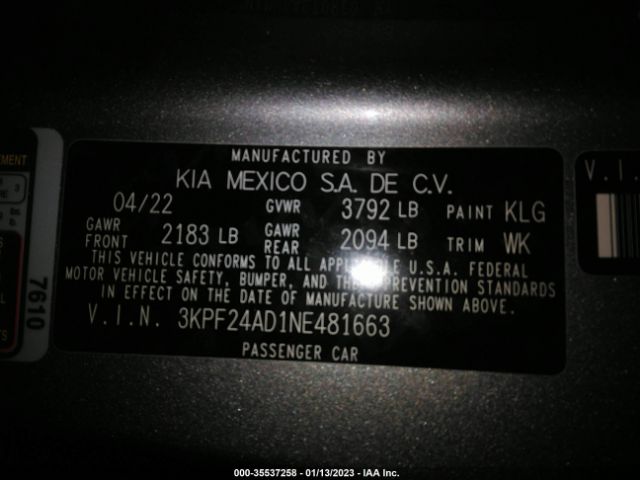 MANUFACTURED BY
KIA MEXICO S.A. DE C.V.
04/22 GVWR 3792 LB PAINT KLG
GAWR FRONT 2183 LB GAWR REAR 2094 LB TRIM WK
THIS VEHICLE CONFORMS TO ALL U.S.A. FEDERAL
MOTOR VEHICLE SAFETY, BUMPER, AND PREVENTION STANDARDS
IN EFFECT ON THE DATE OF MANUFACTURE SHOWN ABOVE.
V.I.N. 3KPF24AD1NE481663
PASSENGER CAR
7610
V.I.
000-35537258 - 01/13/2023 - IAA Inc.